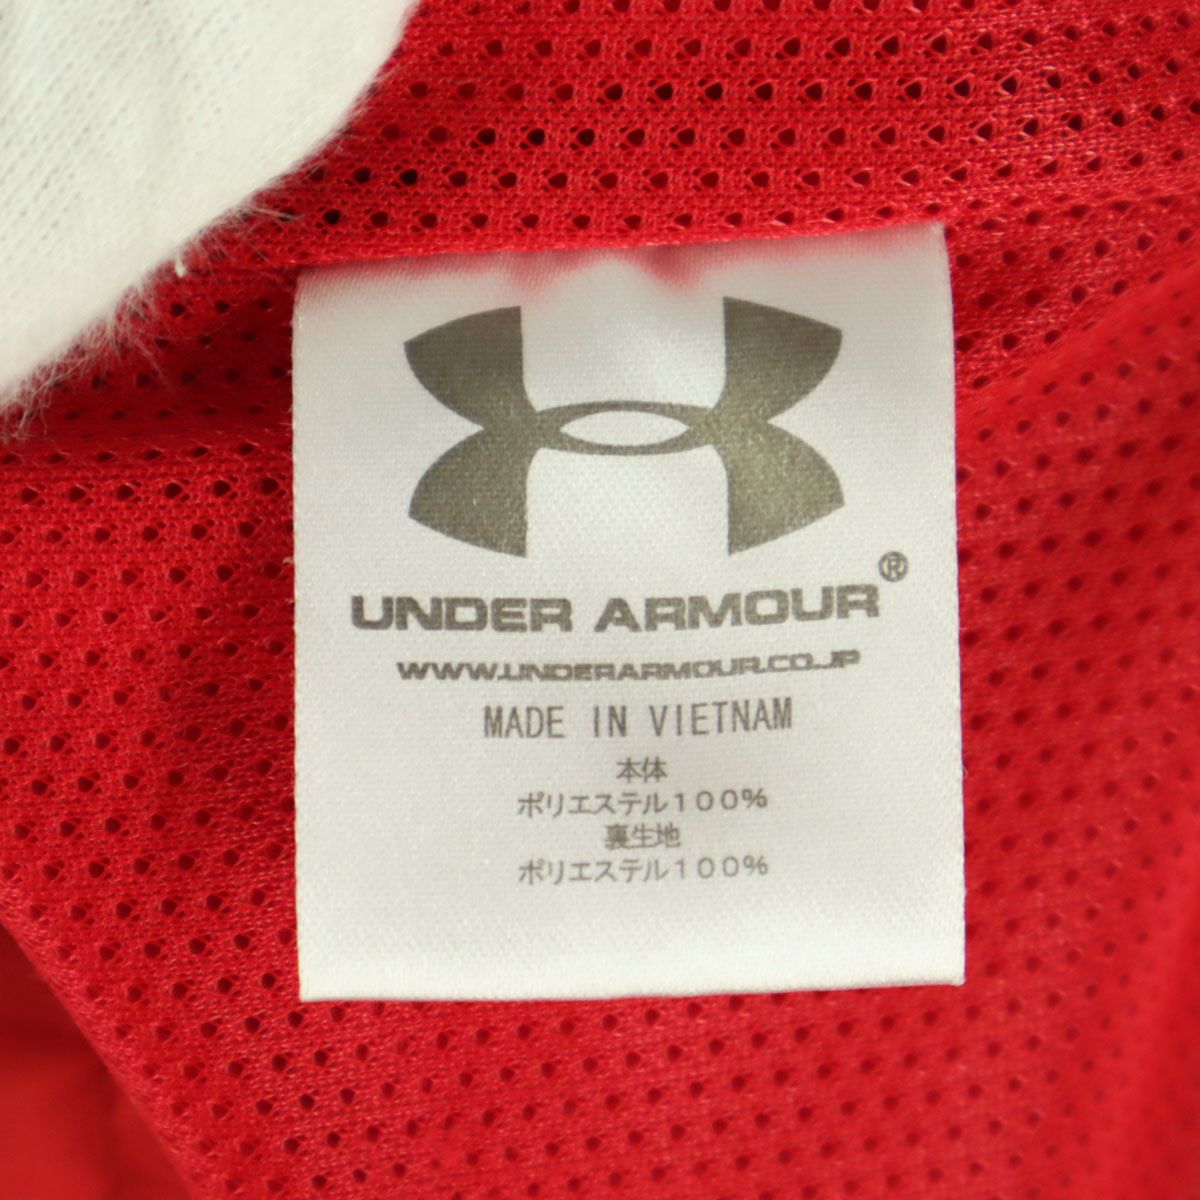 UNDER ARMOUR®
WWW.UNDERARMOUR.CO.JP
MADE IN VIETNAM
本体
ポリエステル100%
裏生地
ポリエステル100%